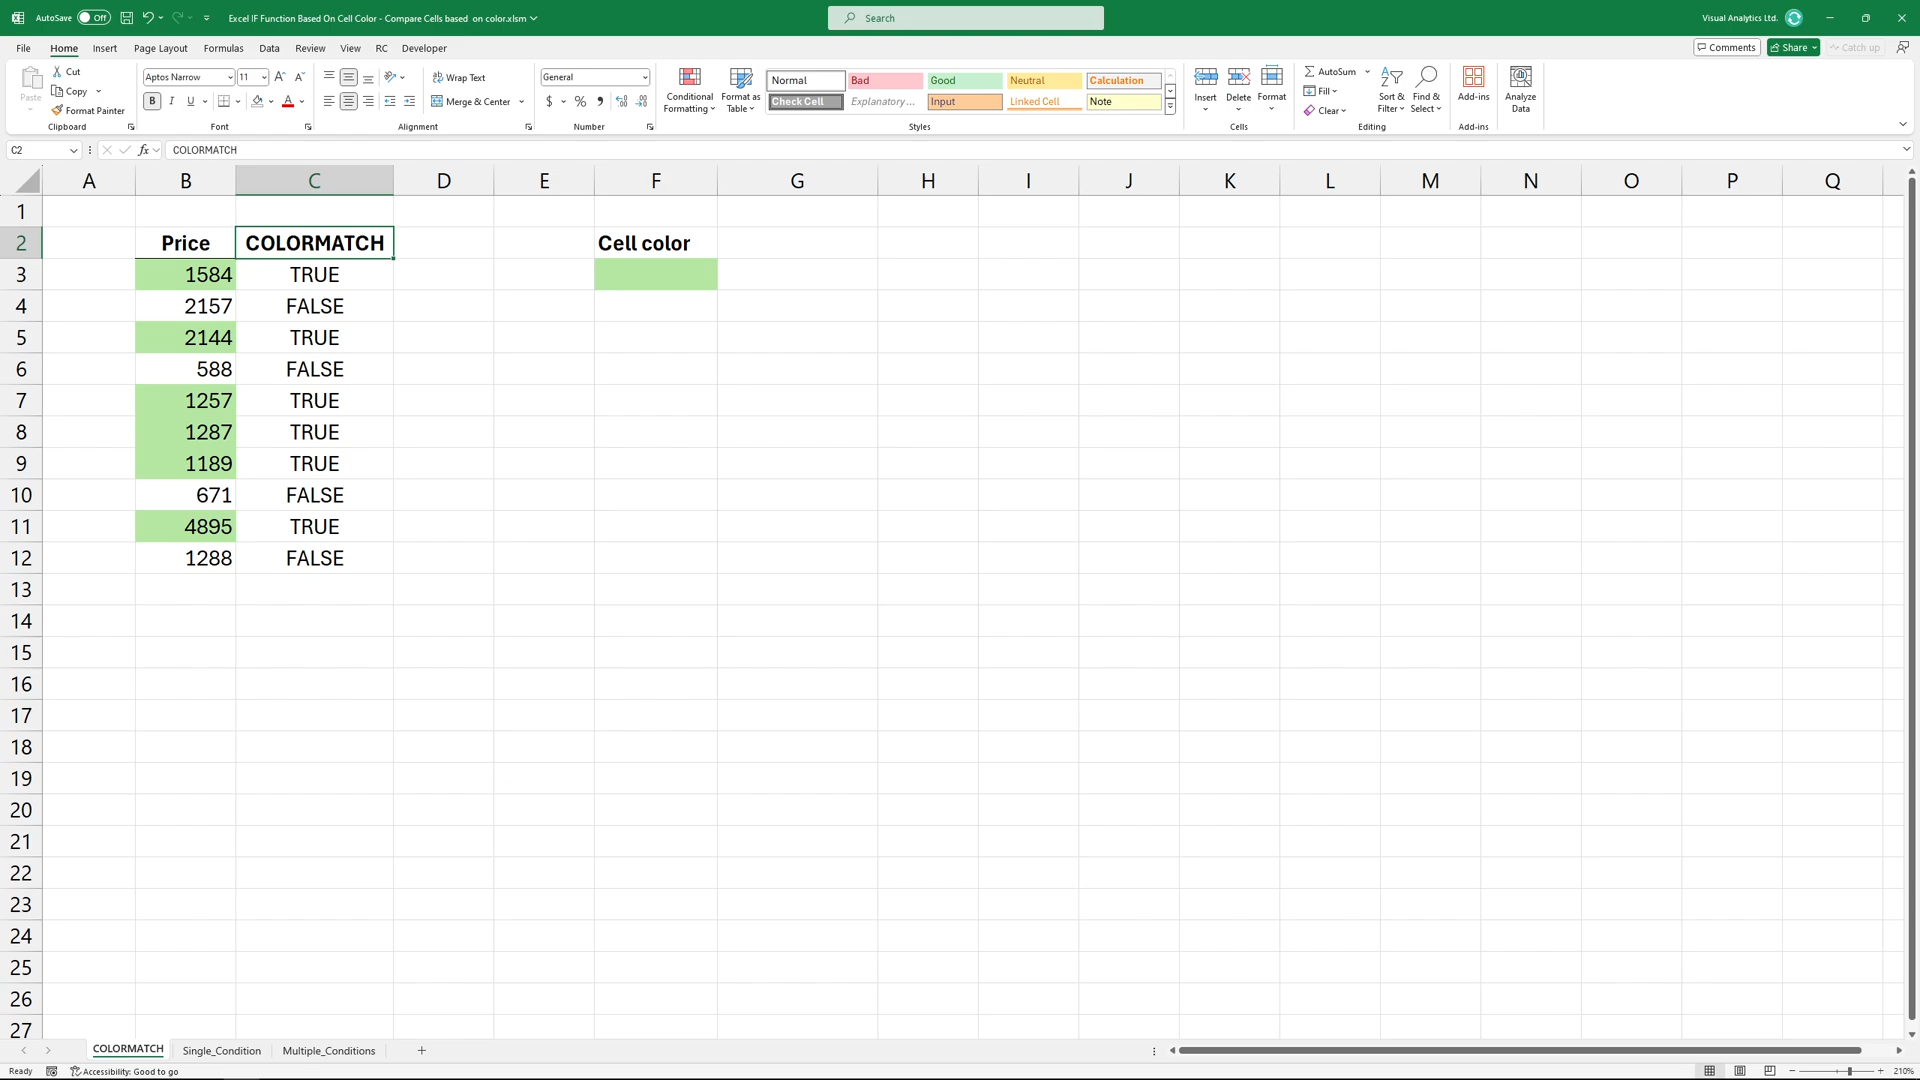 AutoSave Off Excel IF Function Based On Cell Color - Compare Cells based on color.xlsm Search Visual Analytics Ltd.
File Home Insert Page Layout Formulas Data Review View RC Developer Comments Share Catch up
Paste
Cut
Copy
Format Painter
Clipboard
Aptos Narrow 11 A A
B I U A
Font
Wrap Text
Merge & Center
Alignment
General
$ % 9
Number
Conditional Formatting
Format as Table
Normal Bad Good Neutral Calculation
Check Cell Explanatory... Input Linked Cell Note
Styles
Insert Delete Format
Cells
AutoSum
Fill
Clear
Sort & Filter
Find & Select
Editing
Add-ins
Add-ins
Analyze Data
C2 fx COLORMATCH
A B C D E F G H I J K L M N O P Q
1
2 Price COLORMATCH Cell color
3 1584 TRUE
4 2157 FALSE
5 2144 TRUE
6 588 FALSE
7 1257 TRUE
8 1287 TRUE
9 1189 TRUE
10 671 FALSE
11 4895 TRUE
12 1288 FALSE
13
14
15
16
17
18
19
20
21
22
23
24
25
26
27
COLORMATCH Single_Condition Multiple_Conditions
Ready Accessibility: Good to go 210%